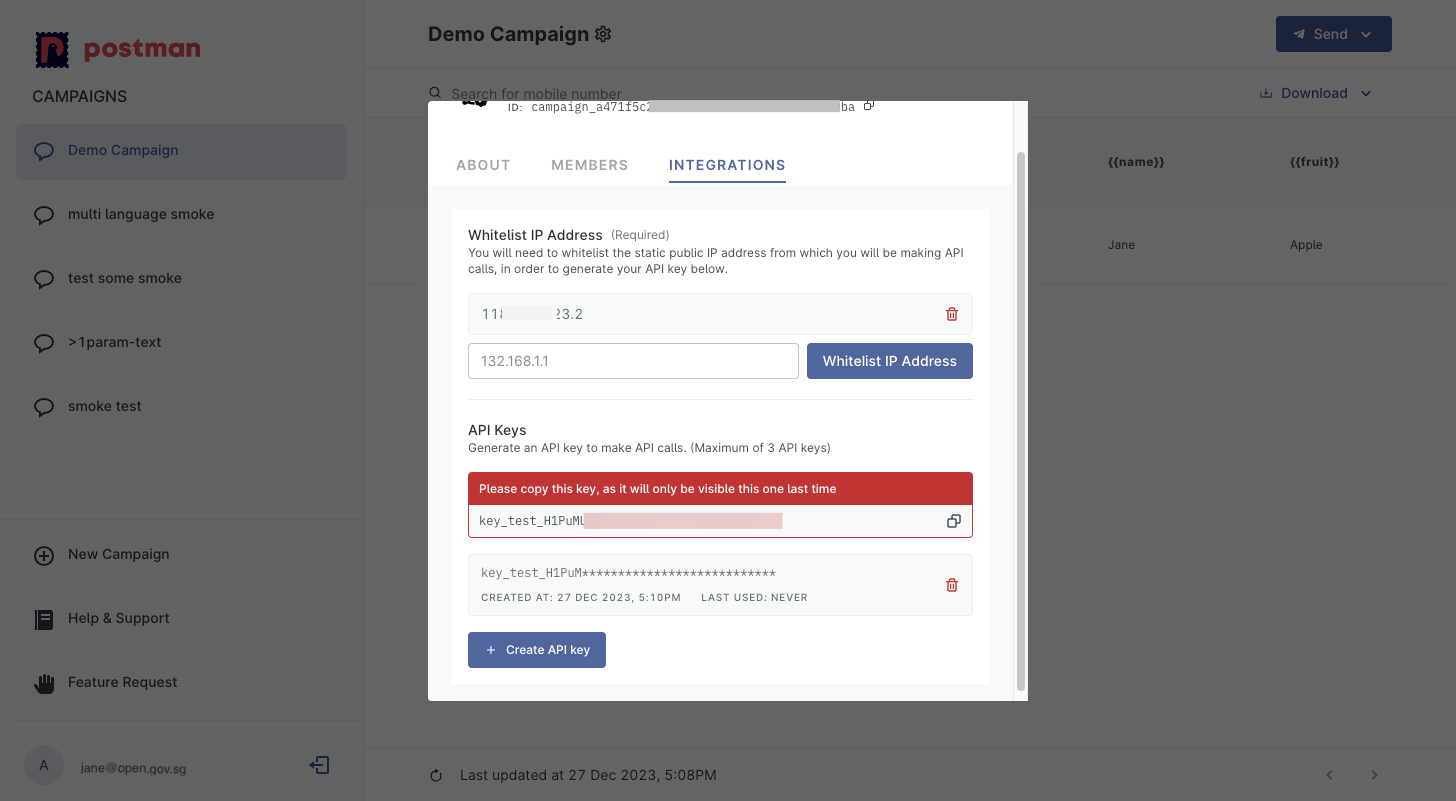 postman
CAMPAIGNS
Demo Campaign
multi language smoke
test some smoke
>1param-text
smoke test
New Campaign
Help & Support
Feature Request
A
jane@open.gov.sg
Demo Campaign
Send
Search for mobile number
Download
{{name}}
{{fruit}}
Jane
Apple
ID: campaign_a471f5c ba
ABOUT
MEMBERS
INTEGRATIONS
Whitelist IP Address (Required)
You will need to whitelist the static public IP address from which you will be making API
calls, in order to generate your API key below.
118 23.2
132.168.1.1
Whitelist IP Address
API Keys
Generate an API key to make API calls. (Maximum of 3 API keys)
Please copy this key, as it will only be visible this one last time
key_test_H1PuM
key_test_H1PuM***************************
CREATED AT: 27 DEC 2023, 5:10PM LAST USED: NEVER
+ Create API key
Last updated at 27 Dec 2023, 5:08PM